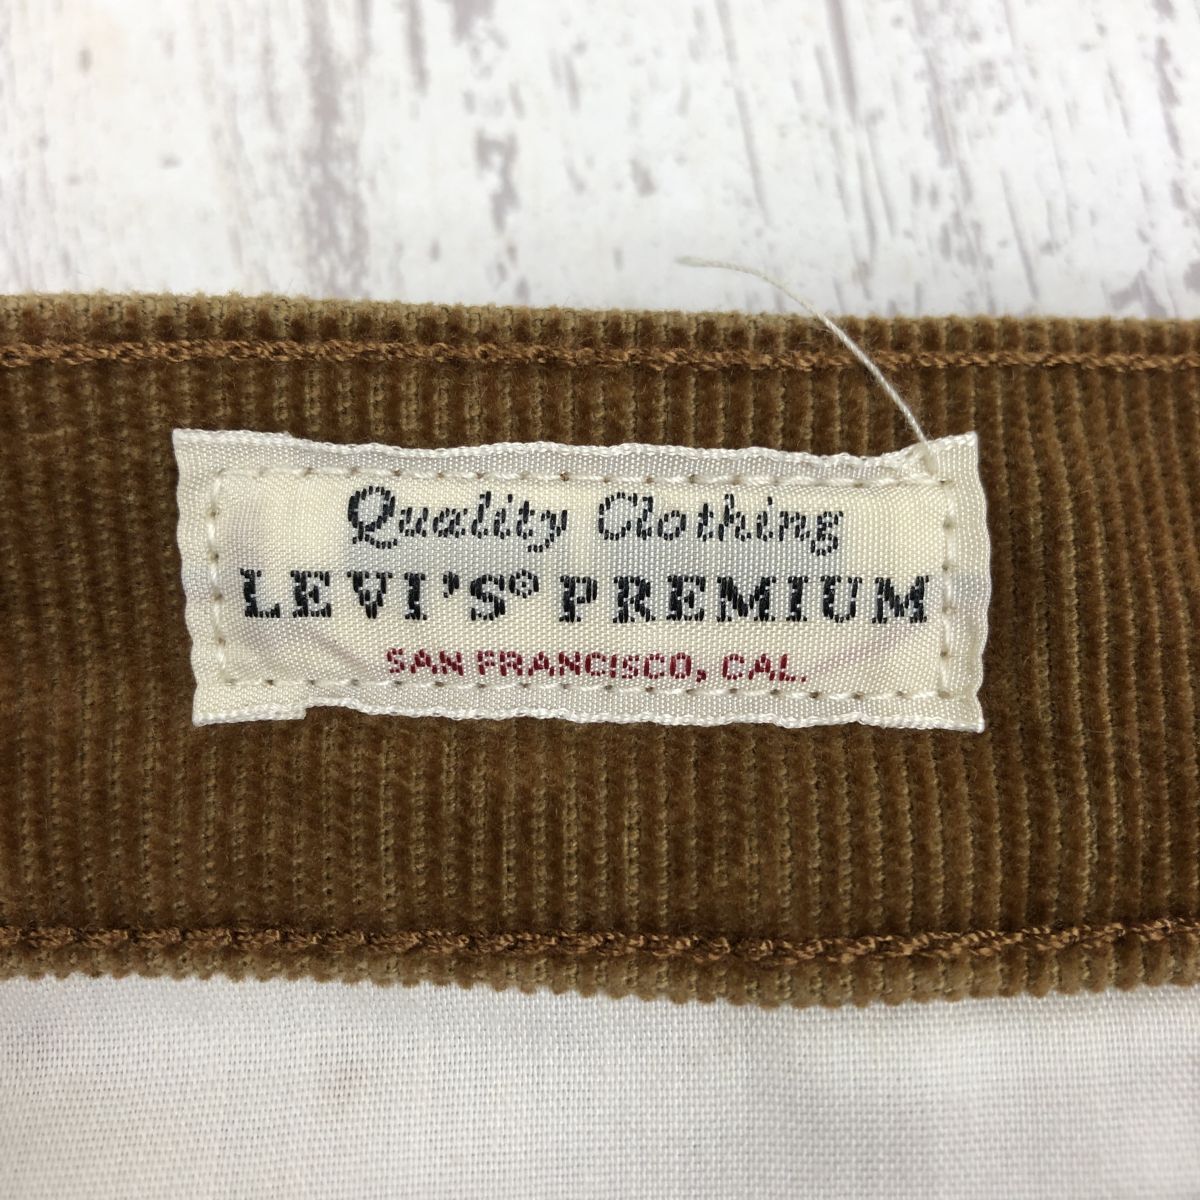 Quality Clothing
LEVI'S® PREMIUM
SAN FRANCISCO, CAL.